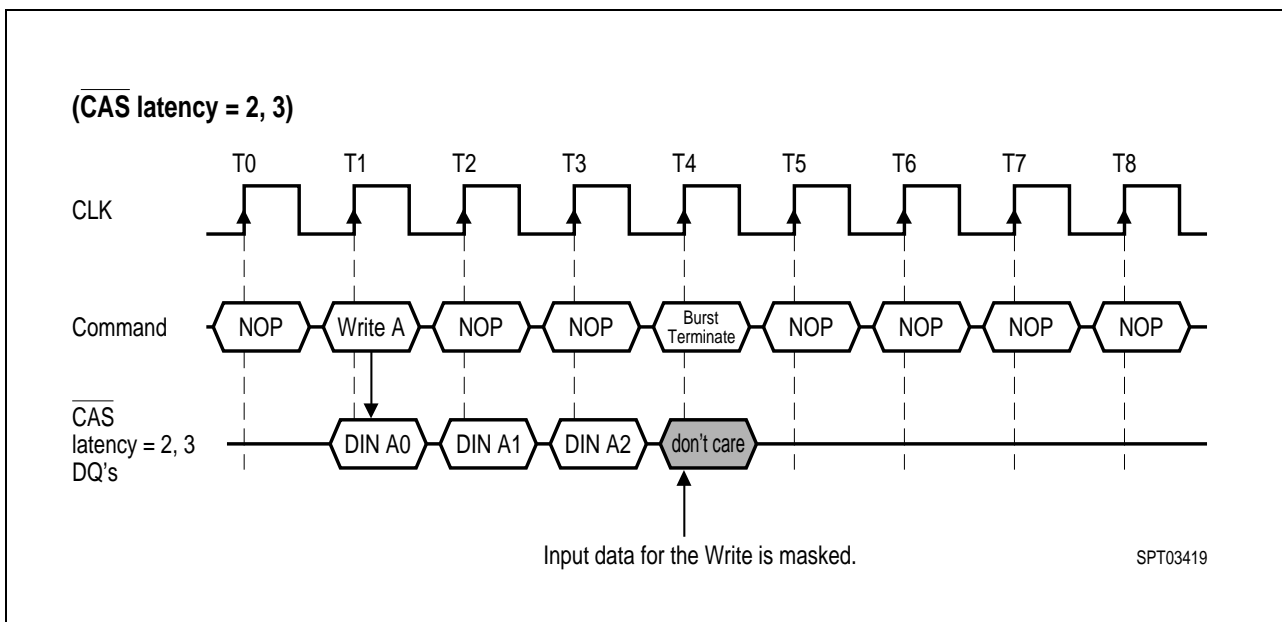 (CAS latency = 2, 3)
T0 T1 T2 T3 T4 T5 T6 T7 T8
CLK
Command NOP Write A NOP NOP Burst Terminate NOP NOP NOP NOP
CAS
latency = 2, 3
DQ's
DIN A0 DIN A1 DIN A2 don't care
Input data for the Write is masked.
SPT03419